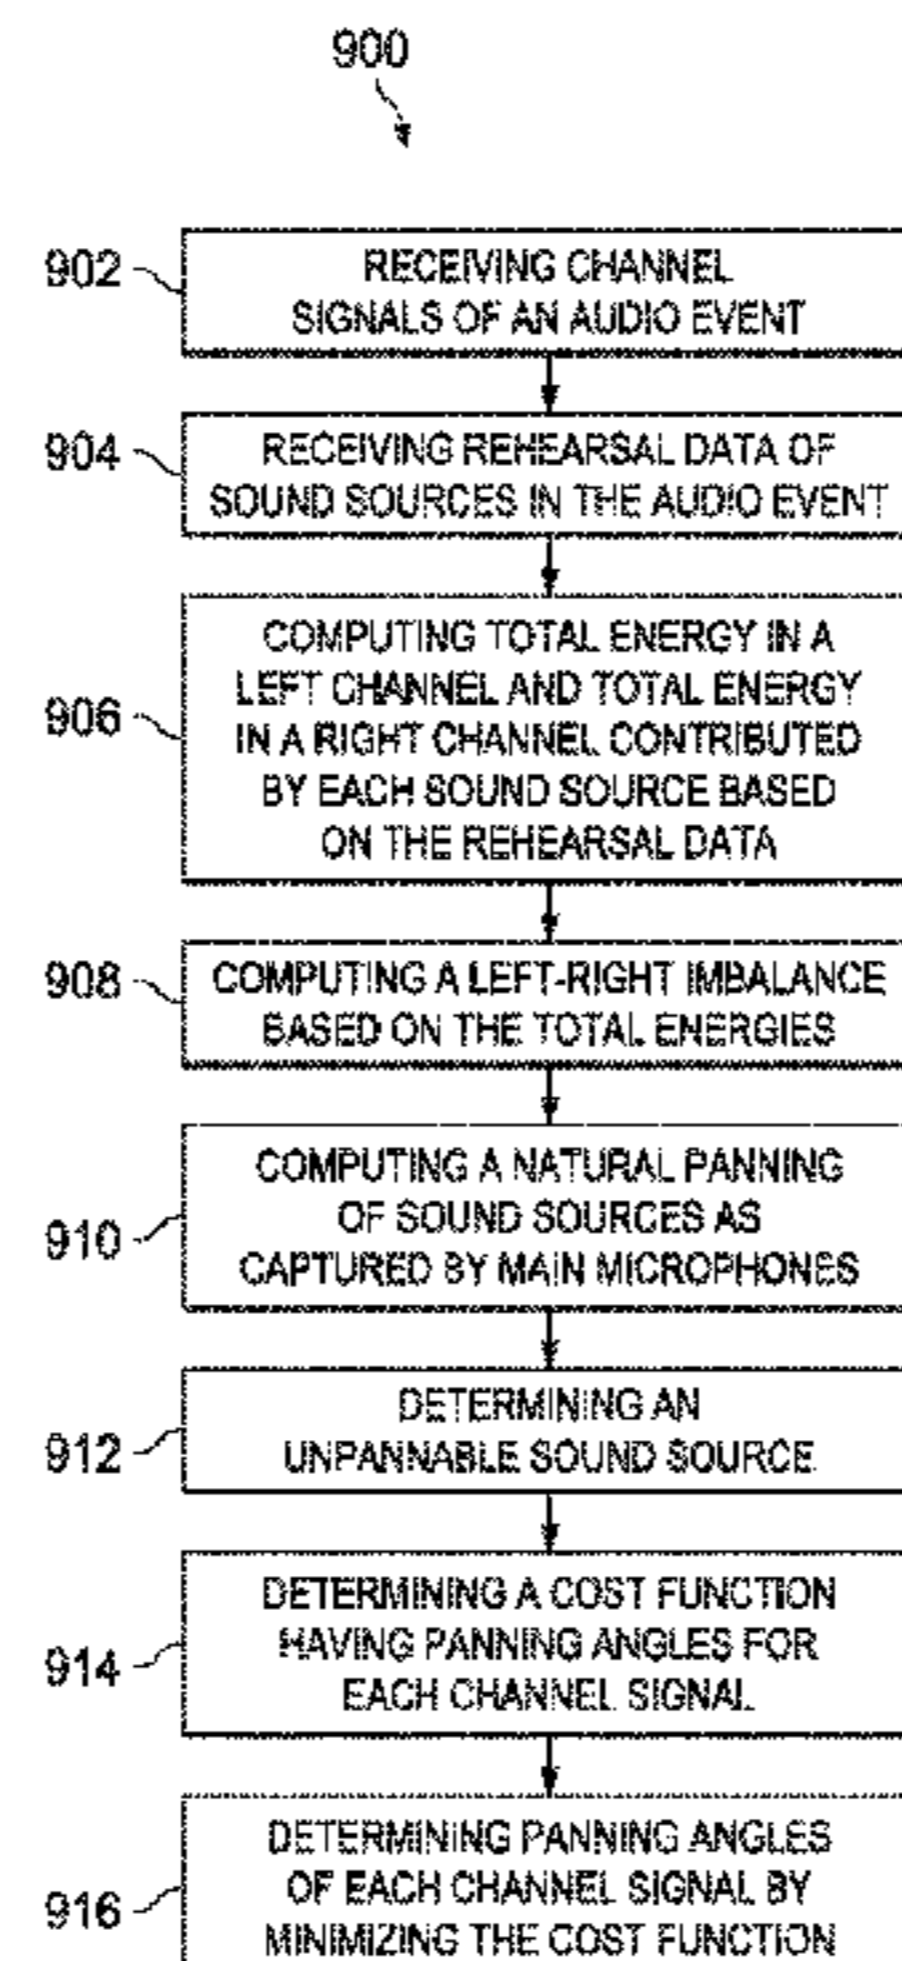 900
902
RECEIVING CHANNEL
SIGNALS OF AN AUDIO EVENT
904
RECEIVING REHEARSAL DATA OF
SOUND SOURCES IN THE AUDIO EVENT
906
COMPUTING TOTAL ENERGY IN A
LEFT CHANNEL AND TOTAL ENERGY
IN A RIGHT CHANNEL CONTRIBUTED
BY EACH SOUND SOURCE BASED
ON THE REHEARSAL DATA
908
COMPUTING A LEFT-RIGHT IMBALANCE
BASED ON THE TOTAL ENERGIES
910
COMPUTING A NATURAL PANNING
OF SOUND SOURCES AS
CAPTURED BY MAIN MICROPHONES
912
DETERMINING AN
UNPANNABLE SOUND SOURCE
914
DETERMINING A COST FUNCTION
HAVING PANNING ANGLES FOR
EACH CHANNEL SIGNAL
916
DETERMINING PANNING ANGLES
OF EACH CHANNEL SIGNAL BY
MINIMIZING THE COST FUNCTION